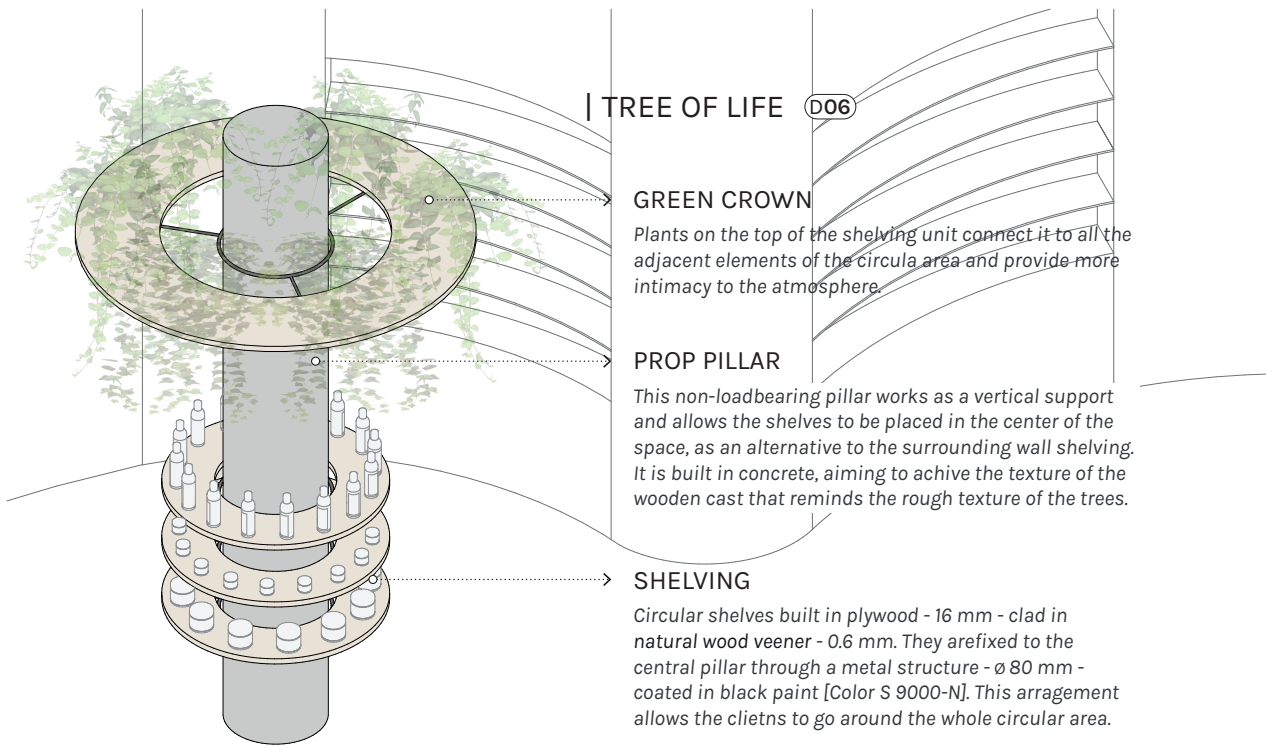 | TREE OF LIFE D06
GREEN CROWN
Plants on the top of the shelving unit connect it to all the
adjacent elements of the circula area and provide more
intimacy to the atmosphere.
PROP PILLAR
This non-loadbearing pillar works as a vertical support
and allows the shelves to be placed in the center of the
space, as an alternative to the surrounding wall shelving.
It is built in concrete, aiming to achive the texture of the
wooden cast that reminds the rough texture of the trees.
SHELVING
Circular shelves built in plywood - 16 mm - clad in
natural wood veener - 0.6 mm. They arefixed to the
central pillar through a metal structure - ø 80 mm -
coated in black paint [Color S 9000-N]. This arragement
allows the clietns to go around the whole circular area.